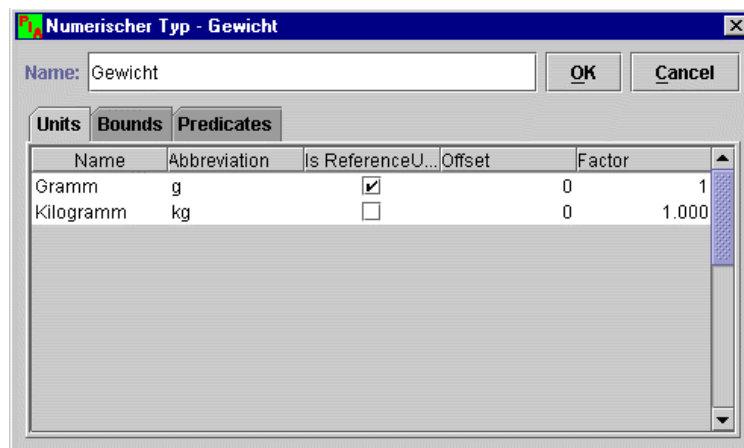 PIA Numerischer Typ - Gewicht
Name: Gewicht OK Cancel
Units Bounds Predicates
Name Abbreviation Is ReferenceU... Offset Factor
Gramm g 0 1
Kilogramm kg 0 1.000